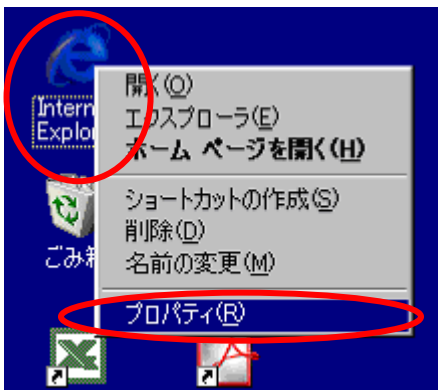 Intern
Explor
開く(O)
エクスプローラ(E)
ホーム ページを開く(H)
ショートカットの作成(S)
削除(D)
名前の変更(M)
ごみ
プロパティ(R)